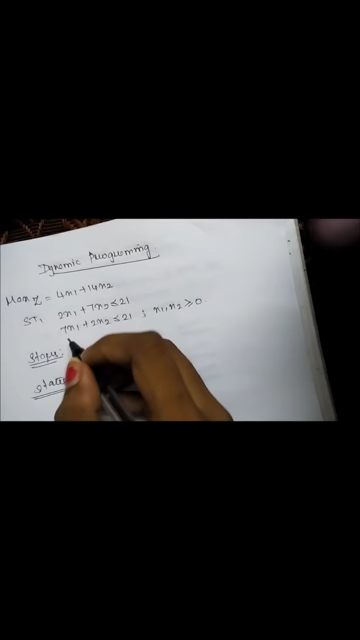 Dynamic Programming
Max Z = 4x1 + 14x2
ST, 2x1 + 7x2 ≤ 21
7x1 + 2x2 ≤ 21 ; x1, x2 ≥ 0.
Stage: